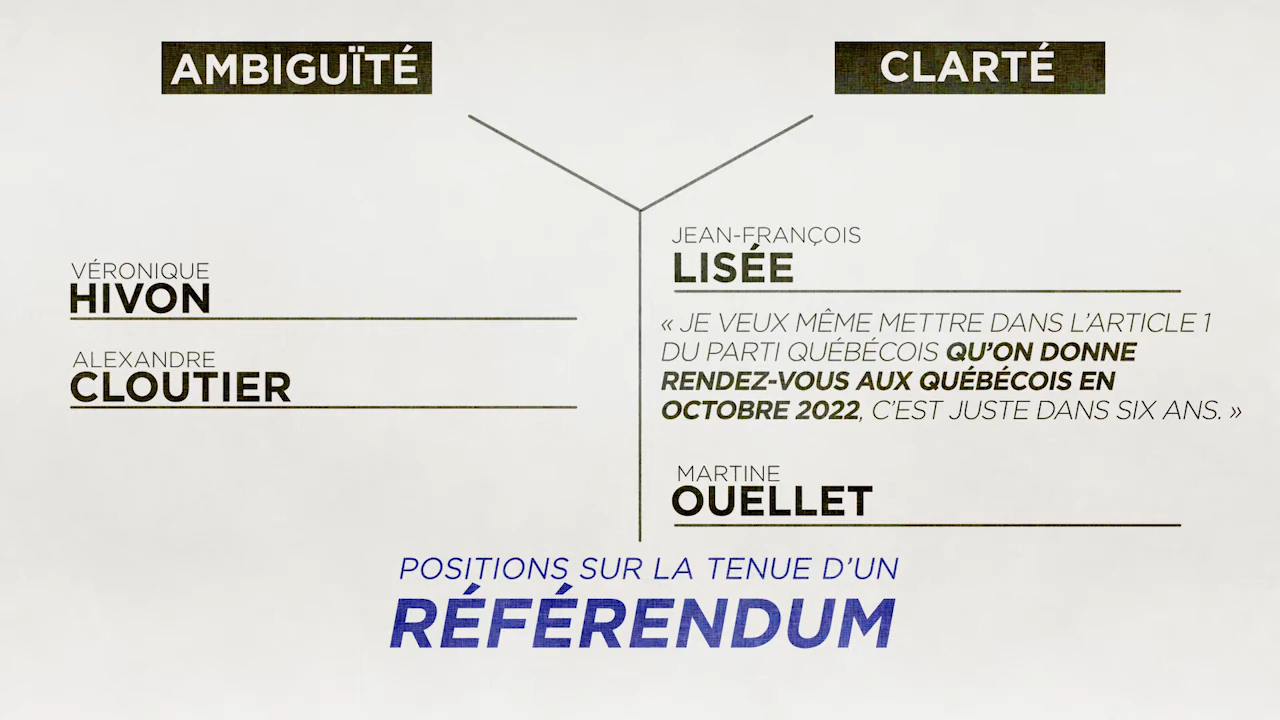 AMBIGUÏTÉ
CLARTÉ
VÉRONIQUE
HIVON
ALEXANDRE
CLOUTIER
JEAN-FRANÇOIS
LISÉE
« JE VEUX MÊME METTRE DANS L'ARTICLE 1
DU PARTI QUÉBÉCOIS QU'ON DONNE
RENDEZ-VOUS AUX QUÉBÉCOIS EN
OCTOBRE 2022, C'EST JUSTE DANS SIX ANS. »
MARTINE
OUELLET
POSITIONS SUR LA TENUE D'UN
RÉFÉRENDUM